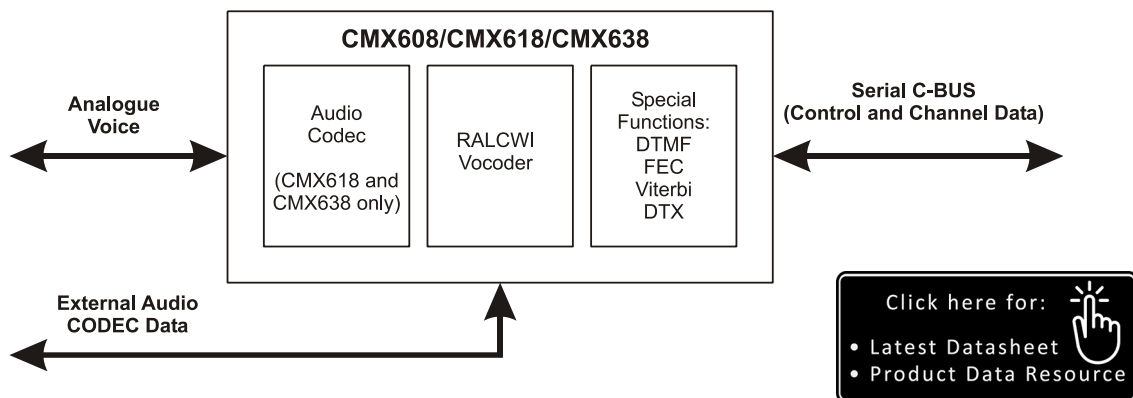 CMX608/CMX618/CMX638
Analogue
Voice
Audio
Codec
(CMX618 and
CMX638 only)
RALCWI
Vocoder
Special
Functions:
DTMF
FEC
Viterbi
DTX
Serial C-BUS
(Control and Channel Data)
External Audio
CODEC Data
Click here for:
• Latest Datasheet
• Product Data Resource